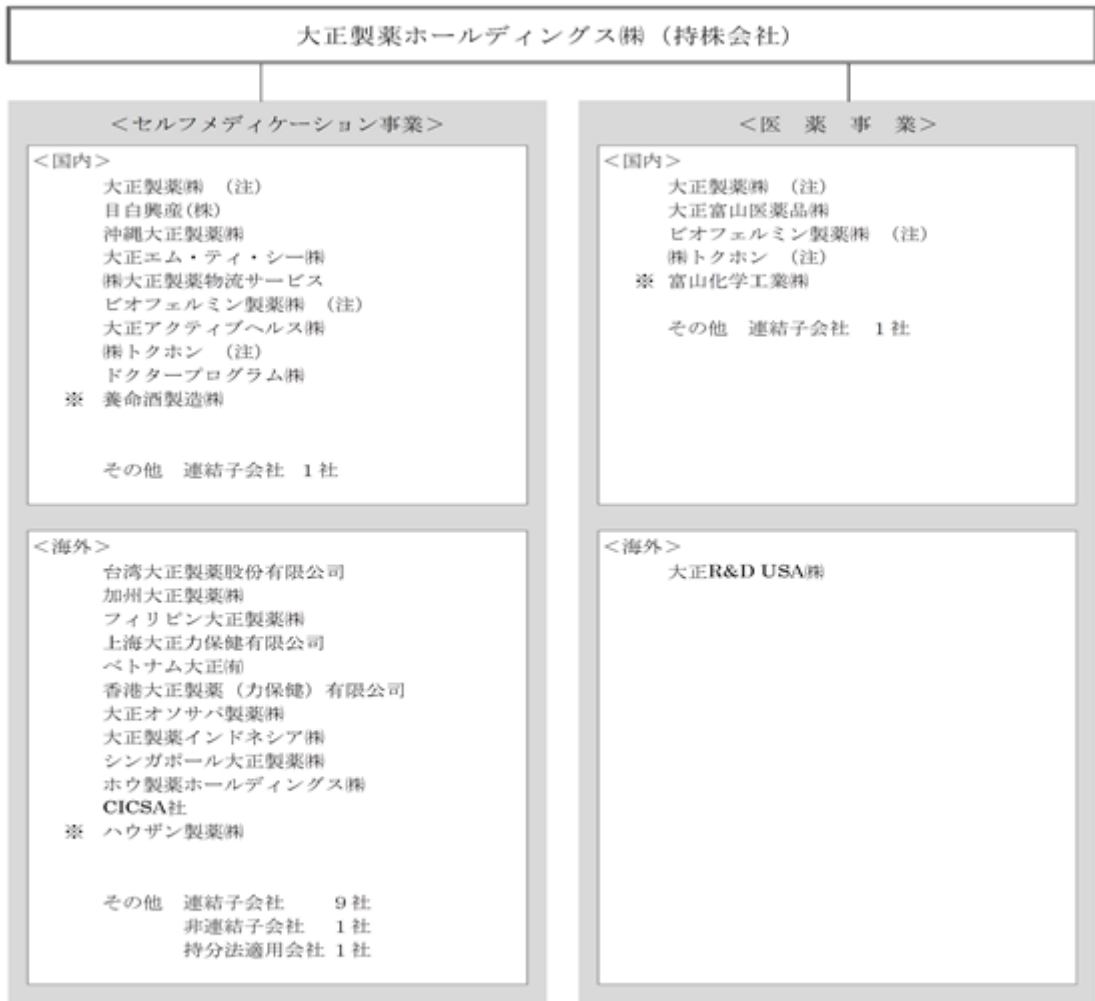 大正製薬ホールディングス㈱（持株会社）
＜セルフメディケーション事業＞
＜国内＞
大正製薬㈱　（注）
目白興産(株)
沖縄大正製薬㈱
大正エム・ティ・シー㈱
㈱大正製薬物流サービス
ビオフェルミン製薬㈱　（注）
大正アクティブヘルス㈱
㈱トクホン　（注）
ドクタープログラム㈱
※　養命酒製造㈱
その他　連結子会社　1社
＜海外＞
台湾大正製薬股份有限公司
加州大正製薬㈱
フィリピン大正製薬㈱
上海大正力保健有限公司
ベトナム大正㈲
香港大正製薬（力保健）有限公司
大正オソサパ製薬㈱
大正製薬インドネシア㈱
シンガポール大正製薬㈱
ホウ製薬ホールディングス㈱
CICSA社
※　ハウザン製薬㈱
その他　連結子会社　9社
非連結子会社　1社
持分法適用会社　1社
＜医　薬　事　業＞
＜国内＞
大正製薬㈱　（注）
大正富山医薬品㈱
ビオフェルミン製薬㈱　（注）
㈱トクホン　（注）
※　富山化学工業㈱
その他　連結子会社　1社
＜海外＞
大正R&D USA㈱